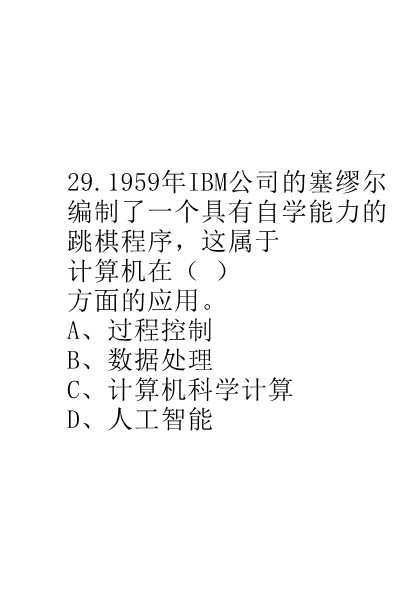 29.1959年IBM公司的塞缪尔
编制了一个具有自学能力的
跳棋程序，这属于
计算机在（ ）
方面的应用。
A、过程控制
B、数据处理
C、计算机科学计算
D、人工智能